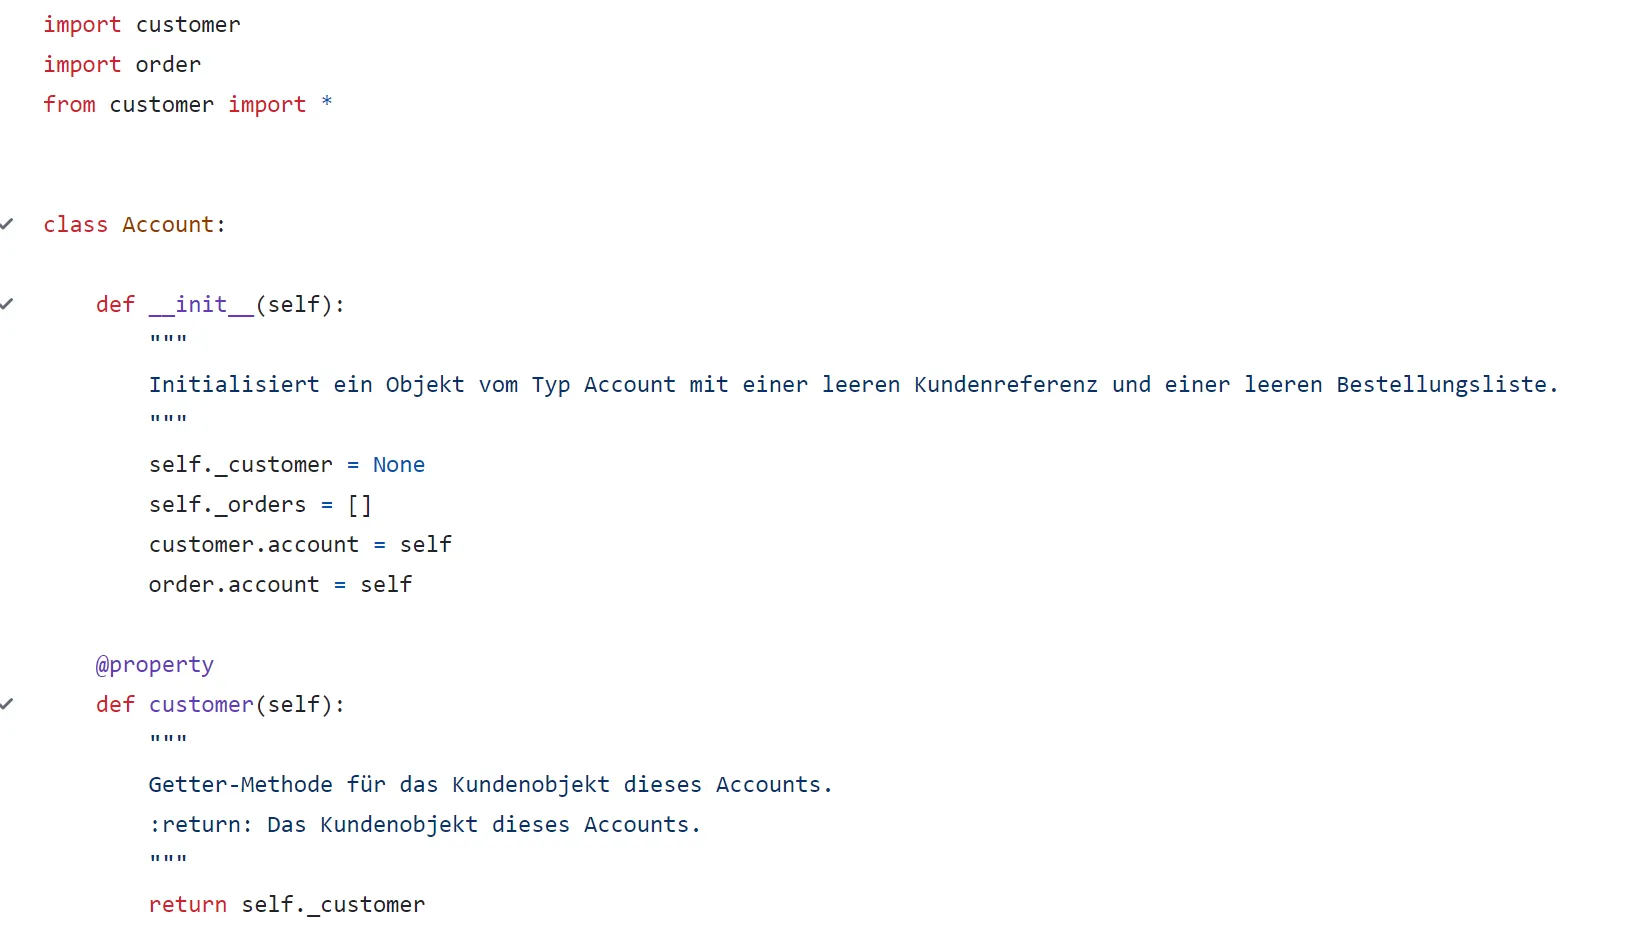 import customer
import order
from customer import *
class Account:
    def __init__(self):
        """
        Initialisiert ein Objekt vom Typ Account mit einer leeren Kundenreferenz und einer leeren Bestellungsliste.
        """
        self._customer = None
        self._orders = []
        customer.account = self
        order.account = self
    @property
    def customer(self):
        """
        Getter-Methode für das Kundenobjekt dieses Accounts.
        :return: Das Kundenobjekt dieses Accounts.
        """
        return self._customer